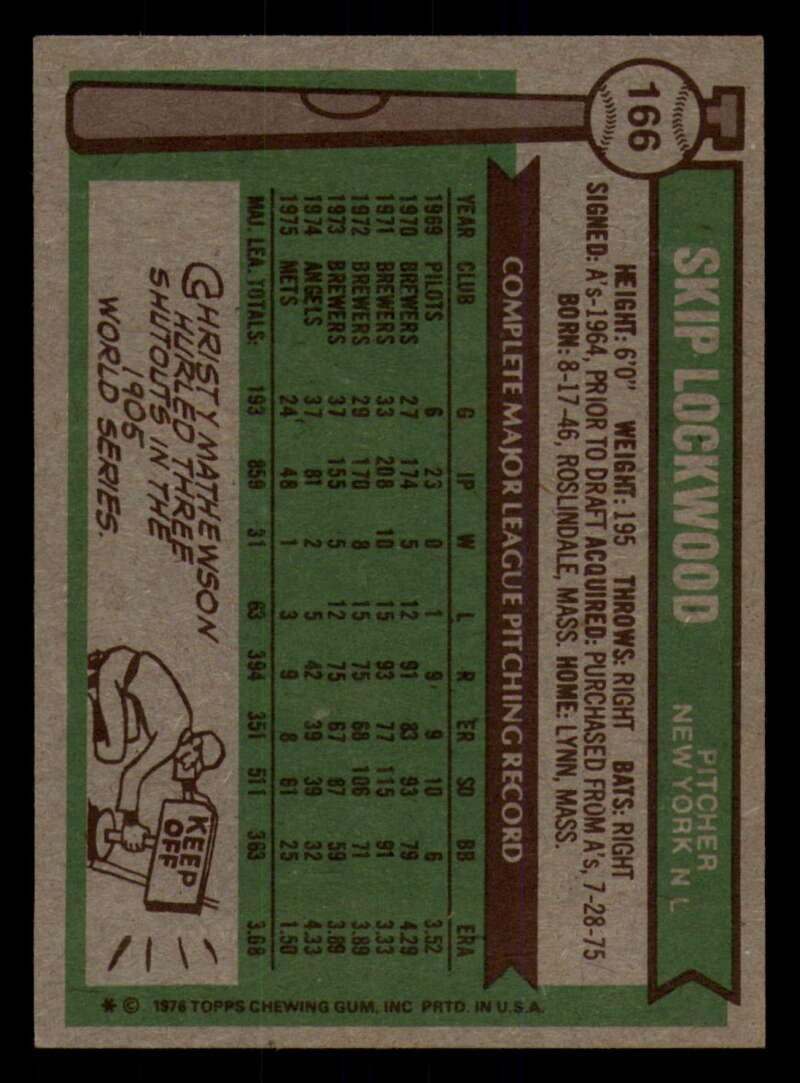 166
SKIP LOCKWOOD
PITCHER
NEW YORK N L
HEIGHT: 6'0" WEIGHT: 195 THROWS: RIGHT BATS: RIGHT
SIGNED: A's-1964, PRIOR TO DRAFT ACQUIRED: PURCHASED FROM A's, 7-28-75
BORN: 8-17-46, ROSLINDALE, MASS. HOME: LYNN, MASS.
COMPLETE MAJOR LEAGUE PITCHING RECORD
YEAR CLUB G IP W L R ER SO BB ERA
1969 PILOTS 6 23 0 1 9 9 10 6 3.52
1970 BREWERS 27 174 5 12 91 83 93 79 4.29
1971 BREWERS 33 208 10 15 93 77 115 91 3.33
1972 BREWERS 29 170 8 15 75 68 106 71 3.89
1973 BREWERS 37 155 5 12 75 67 87 59 3.89
1974 ANGELS 37 81 2 5 42 39 39 32 4.33
1975 METS 24 48 1 3 9 8 61 25 1.50
MAJ. LEA. TOTALS: 193 859 31 63 394 351 511 363 3.68
CHRISTY MATHEWSON
HURLED THREE
SHUTOUTS IN THE
1905
WORLD SERIES.
KEEP
OFF
* © 1976 TOPPS CHEWING GUM, INC PRTD. IN U.S.A.